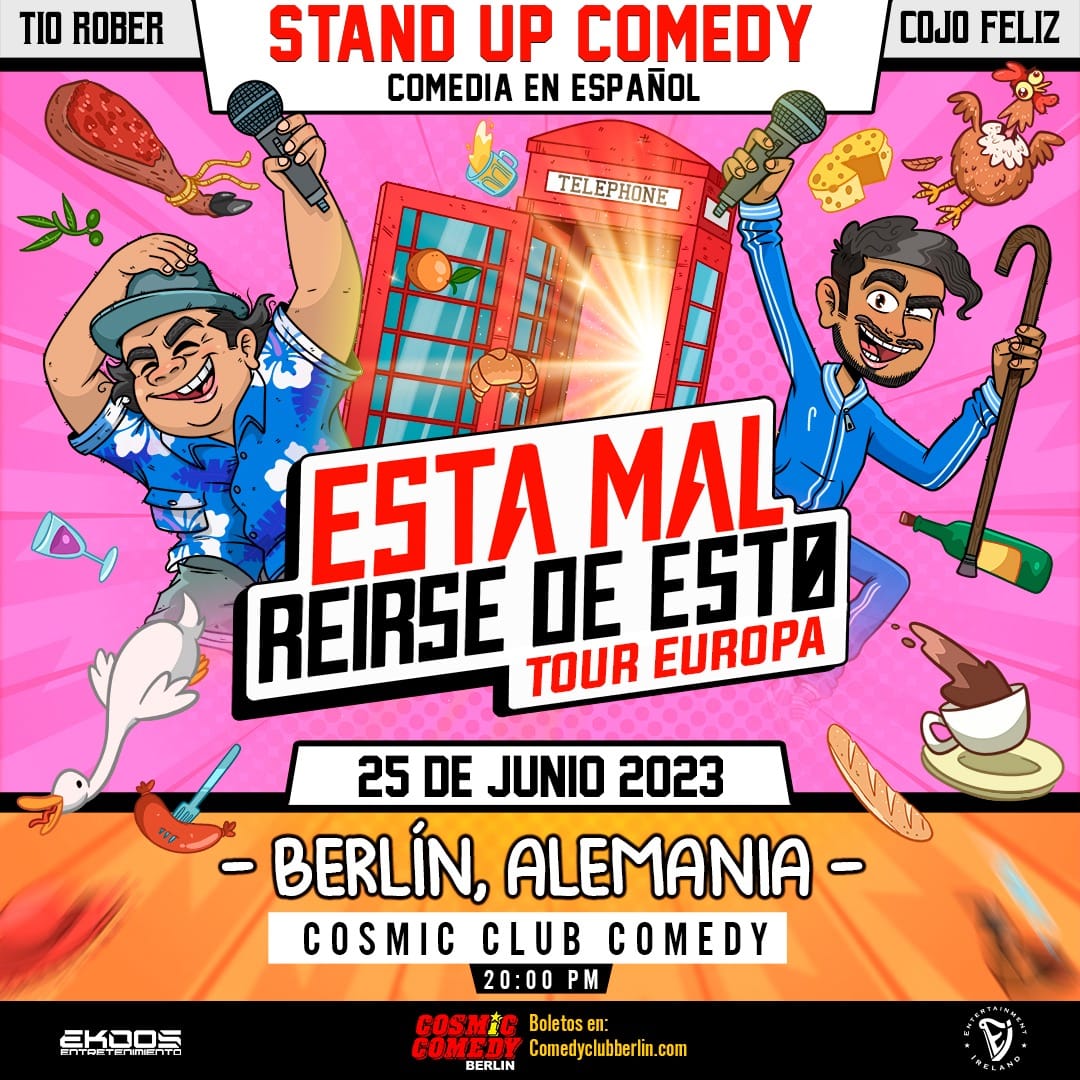 TIO ROBER
STAND UP COMEDY
COMEDIA EN ESPAÑOL
COJO FELIZ
TELEPHONE
ESTA MAL
REIRSE DE ESTO
TOUR EUROPA
25 DE JUNIO 2023
- BERLÍN, ALEMANIA -
COSMIC CLUB COMEDY
20:00 PM
EKOOS
ENTRETENIMIENTO
COSMIC
COMEDY
BERLIN
Boletos en:
Comedyclubberlin.com
ENTERTAINMENT
IRELAND